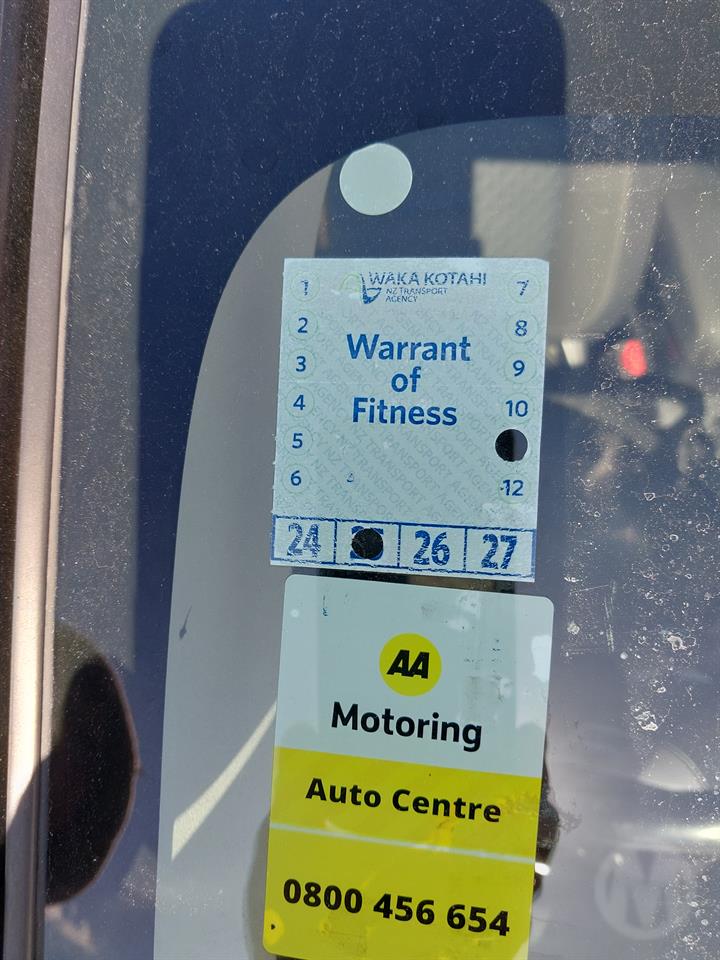 WAKA KOTAHI
NZ TRANSPORT
AGENCY
1
2
3
4
5
6
Warrant
of
Fitness
7
8
9
10
12
24 26 27
AA
Motoring
Auto Centre
0800 456 654